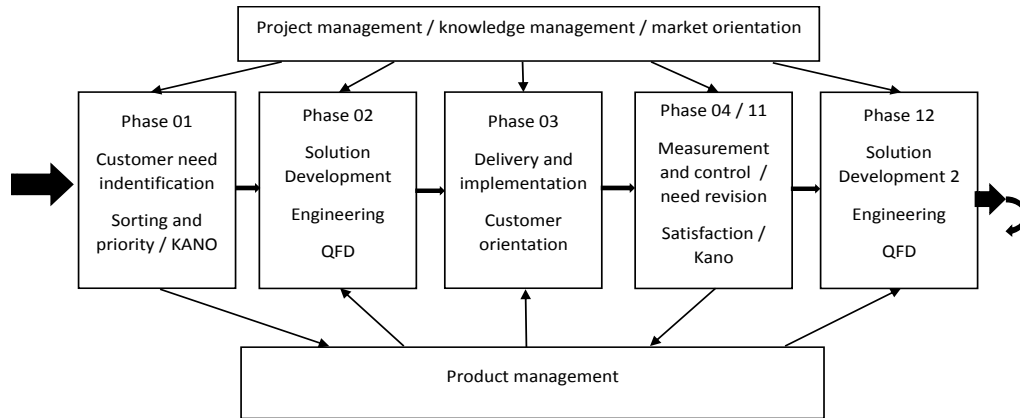 Project management / knowledge management / market orientation
Phase 01
Customer need
indentification
Sorting and
priority / KANO
Phase 02
Solution
Development
Engineering
QFD
Phase 03
Delivery and
implementation
Customer
orientation
Phase 04 / 11
Measurement
and control  /
need revision
Satisfaction /
Kano
Phase 12
Solution
Development 2
Engineering
QFD
Product management